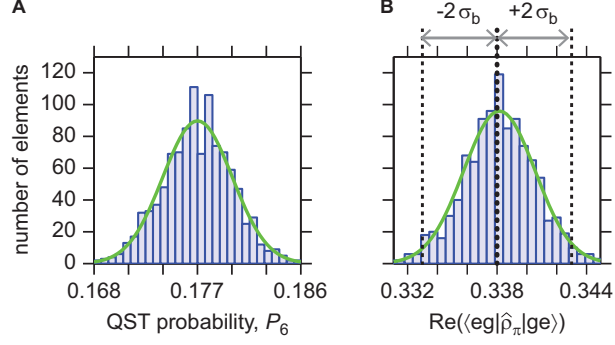 A
B
-2 σb
+2 σb
number of elements
120
100
80
60
40
20
0
0.168
0.177
0.186
0.332
0.338
0.344
QST probability, P6
Re(⟨eg|ρ̂π|ge⟩)